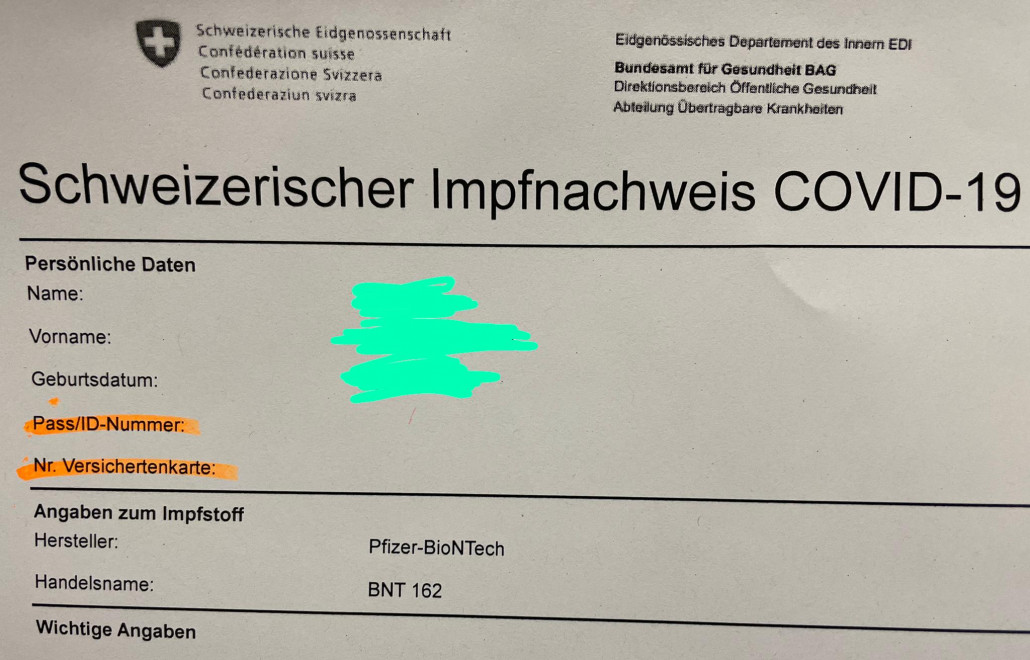 Schweizerische Eidgenossenschaft
Confédération suisse
Confederazione Svizzera
Confederaziun svizra
Eidgenössisches Departement des Innern EDI
Bundesamt für Gesundheit BAG
Direktionsbereich Öffentliche Gesundheit
Abteilung Übertragbare Krankheiten
Schweizerischer Impfnachweis COVID-19
Persönliche Daten
Name:
Vorname:
Geburtsdatum:
Pass/ID-Nummer:
Nr. Versichertenkarte:
Angaben zum Impfstoff
Hersteller: Pfizer-BioNTech
Handelsname: BNT 162
Wichtige Angaben